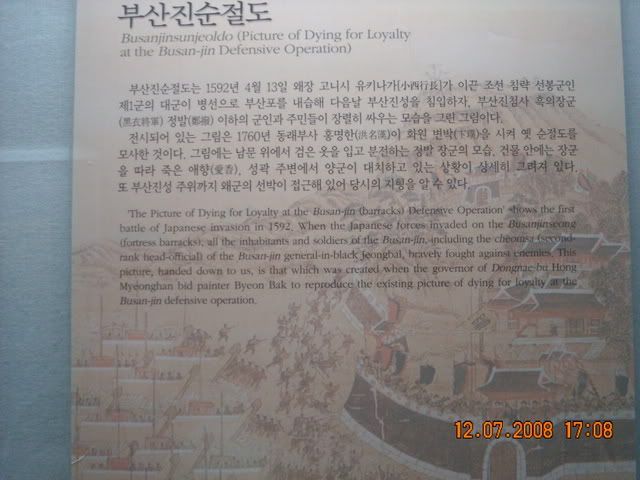 부산진순절도
Busanjinsunjeoldo (Picture of Dying for Loyalty
at the Busan-jin Defensive Operation)
부산진순절도는 1592년 4월 13일 왜장 고니시 유키나가(小西行長)가 이끈 조선 침략 선봉군인
제1군의 대군이 병선으로 부산포를 내습해 다음날 부산진성을 침입하자, 부산진첨사 흑의장군
(黑衣將軍) 정발(鄭撥) 이하의 군인과 주민들이 장렬히 싸우는 모습을 그린 그림이다.
전시되어 있는 그림은 1760년 동래부사 홍명한(洪名漢)이 화원 변박(卞璞)을 시켜 옛 순절도를
모사한 것이다. 그림에는 남문 위에서 검은 옷을 입고 분전하는 정발 장군의 모습, 건물 안에는 장군
을 따라 죽은 애향(愛香), 성곽 주변에서 양군이 대치하고 있는 상황이 상세히 그려져 있다.
또 부산진성 주위까지 왜군의 선박이 접근해 있어 당시의 지형을 알 수 있다.
'The Picture of Dying for Loyalty at the Busan-jin (barracks) Defensive Operation' shows the first
battle of Japanese invasion in 1592. When the Japanese forces invaded on the Busanjinseong
(fortress barracks), all the inhabitants and soldiers of the Busan-jin, including the cheomsa (second-
rank head-official) of the Busan-jin general-in-black Jeongbal, bravely fought against enemies. This
picture, handed down to us, is that which was created when the governor of Dongnae-bu Hong
Myeonghan bid painter Byeon Bak to reproduce the existing picture of dying for loyalty at the
Busan-jin defensive operation.
12.07.2008 17:08